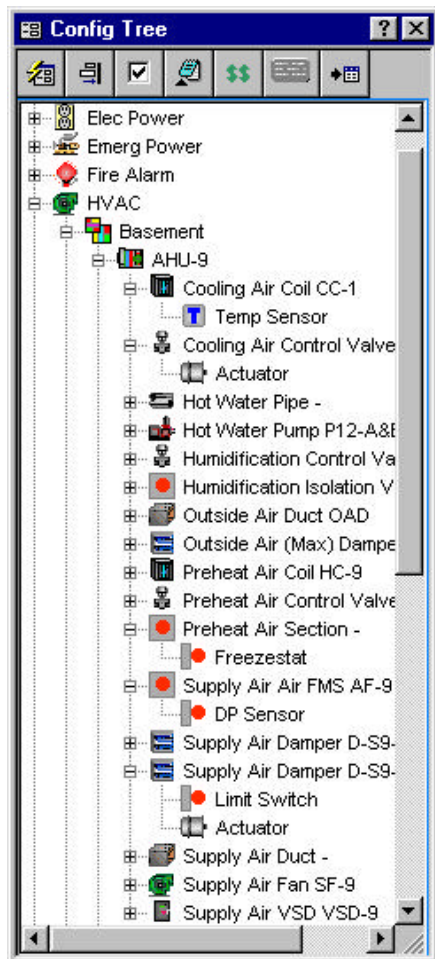 Config Tree
Elec Power
Emerg Power
Fire Alarm
HVAC
Basement
AHU-9
Cooling Air Coil CC-1
T Temp Sensor
Cooling Air Control Valve
Actuator
Hot Water Pipe -
Hot Water Pump P12-A&B
Humidification Control Va
Humidification Isolation V
Outside Air Duct OAD
Outside Air (Max) Dampe
Preheat Air Coil HC-9
Preheat Air Control Valve
Preheat Air Section -
Freezestat
Supply Air Air FMS AF-9
DP Sensor
Supply Air Damper D-S9-
Supply Air Damper D-S9-
Limit Switch
Actuator
Supply Air Duct -
Supply Air Fan SF-9
Supply Air VSD VSD-9